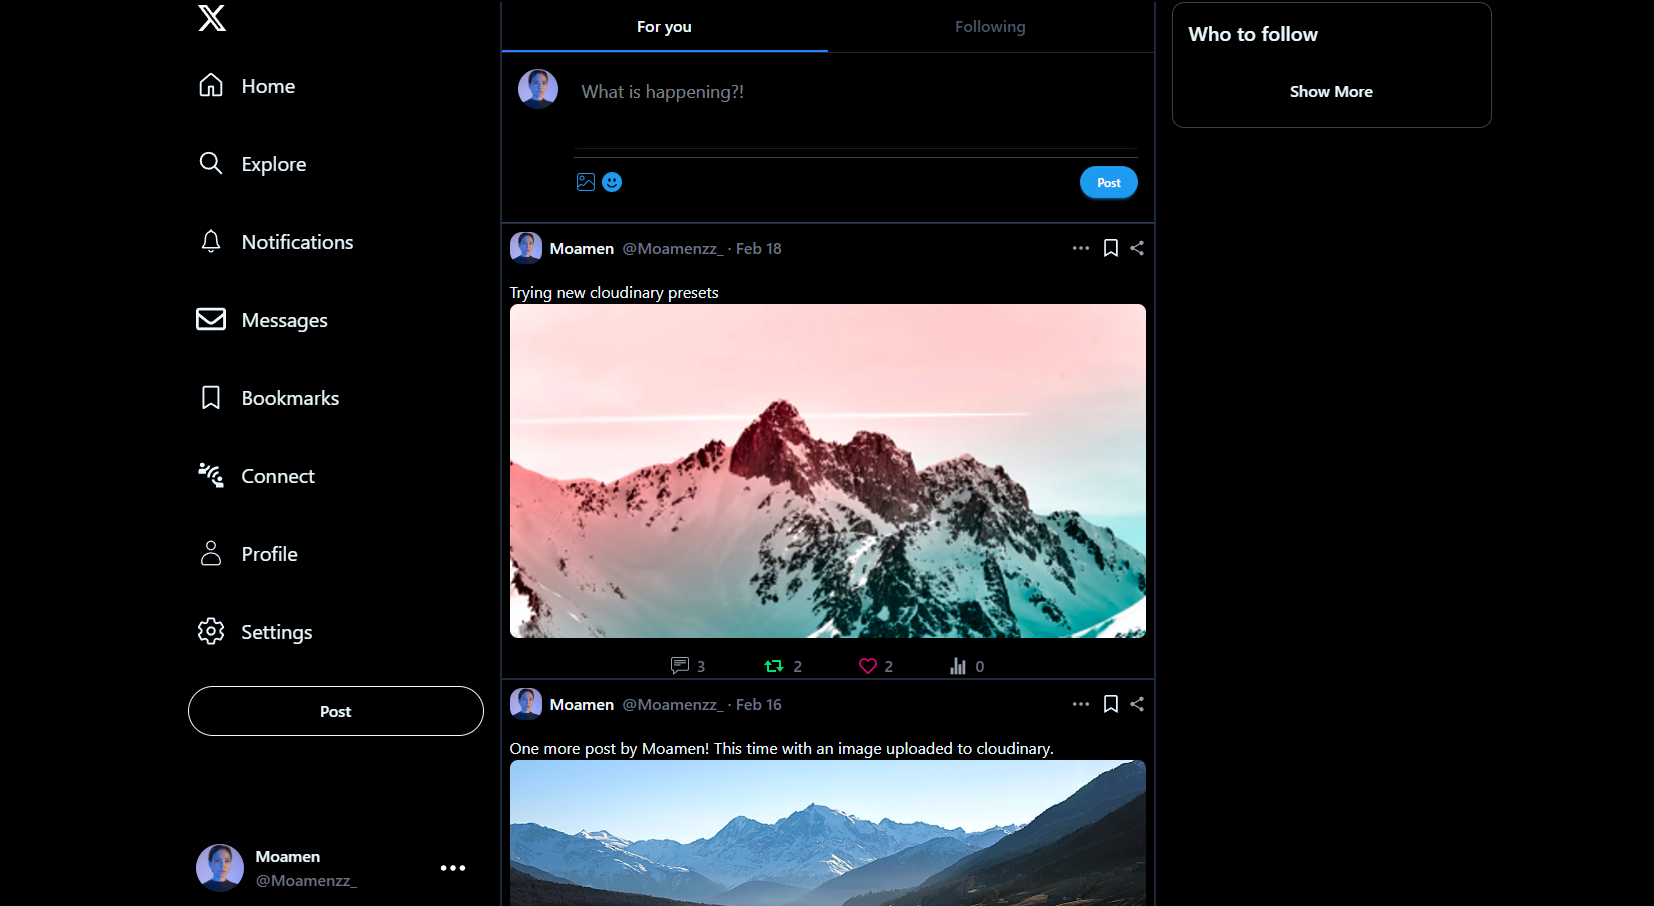 Home
Explore
Notifications
Messages
Bookmarks
Connect
Profile
Settings
Post
Moamen
@Moamenzz_
For you
Following
What is happening?!
Post
Moamen @Moamenzz_ · Feb 18
Trying new cloudinary presets
3 2 2 0
Moamen @Moamenzz_ · Feb 16
One more post by Moamen! This time with an image uploaded to cloudinary.
Who to follow
Show More